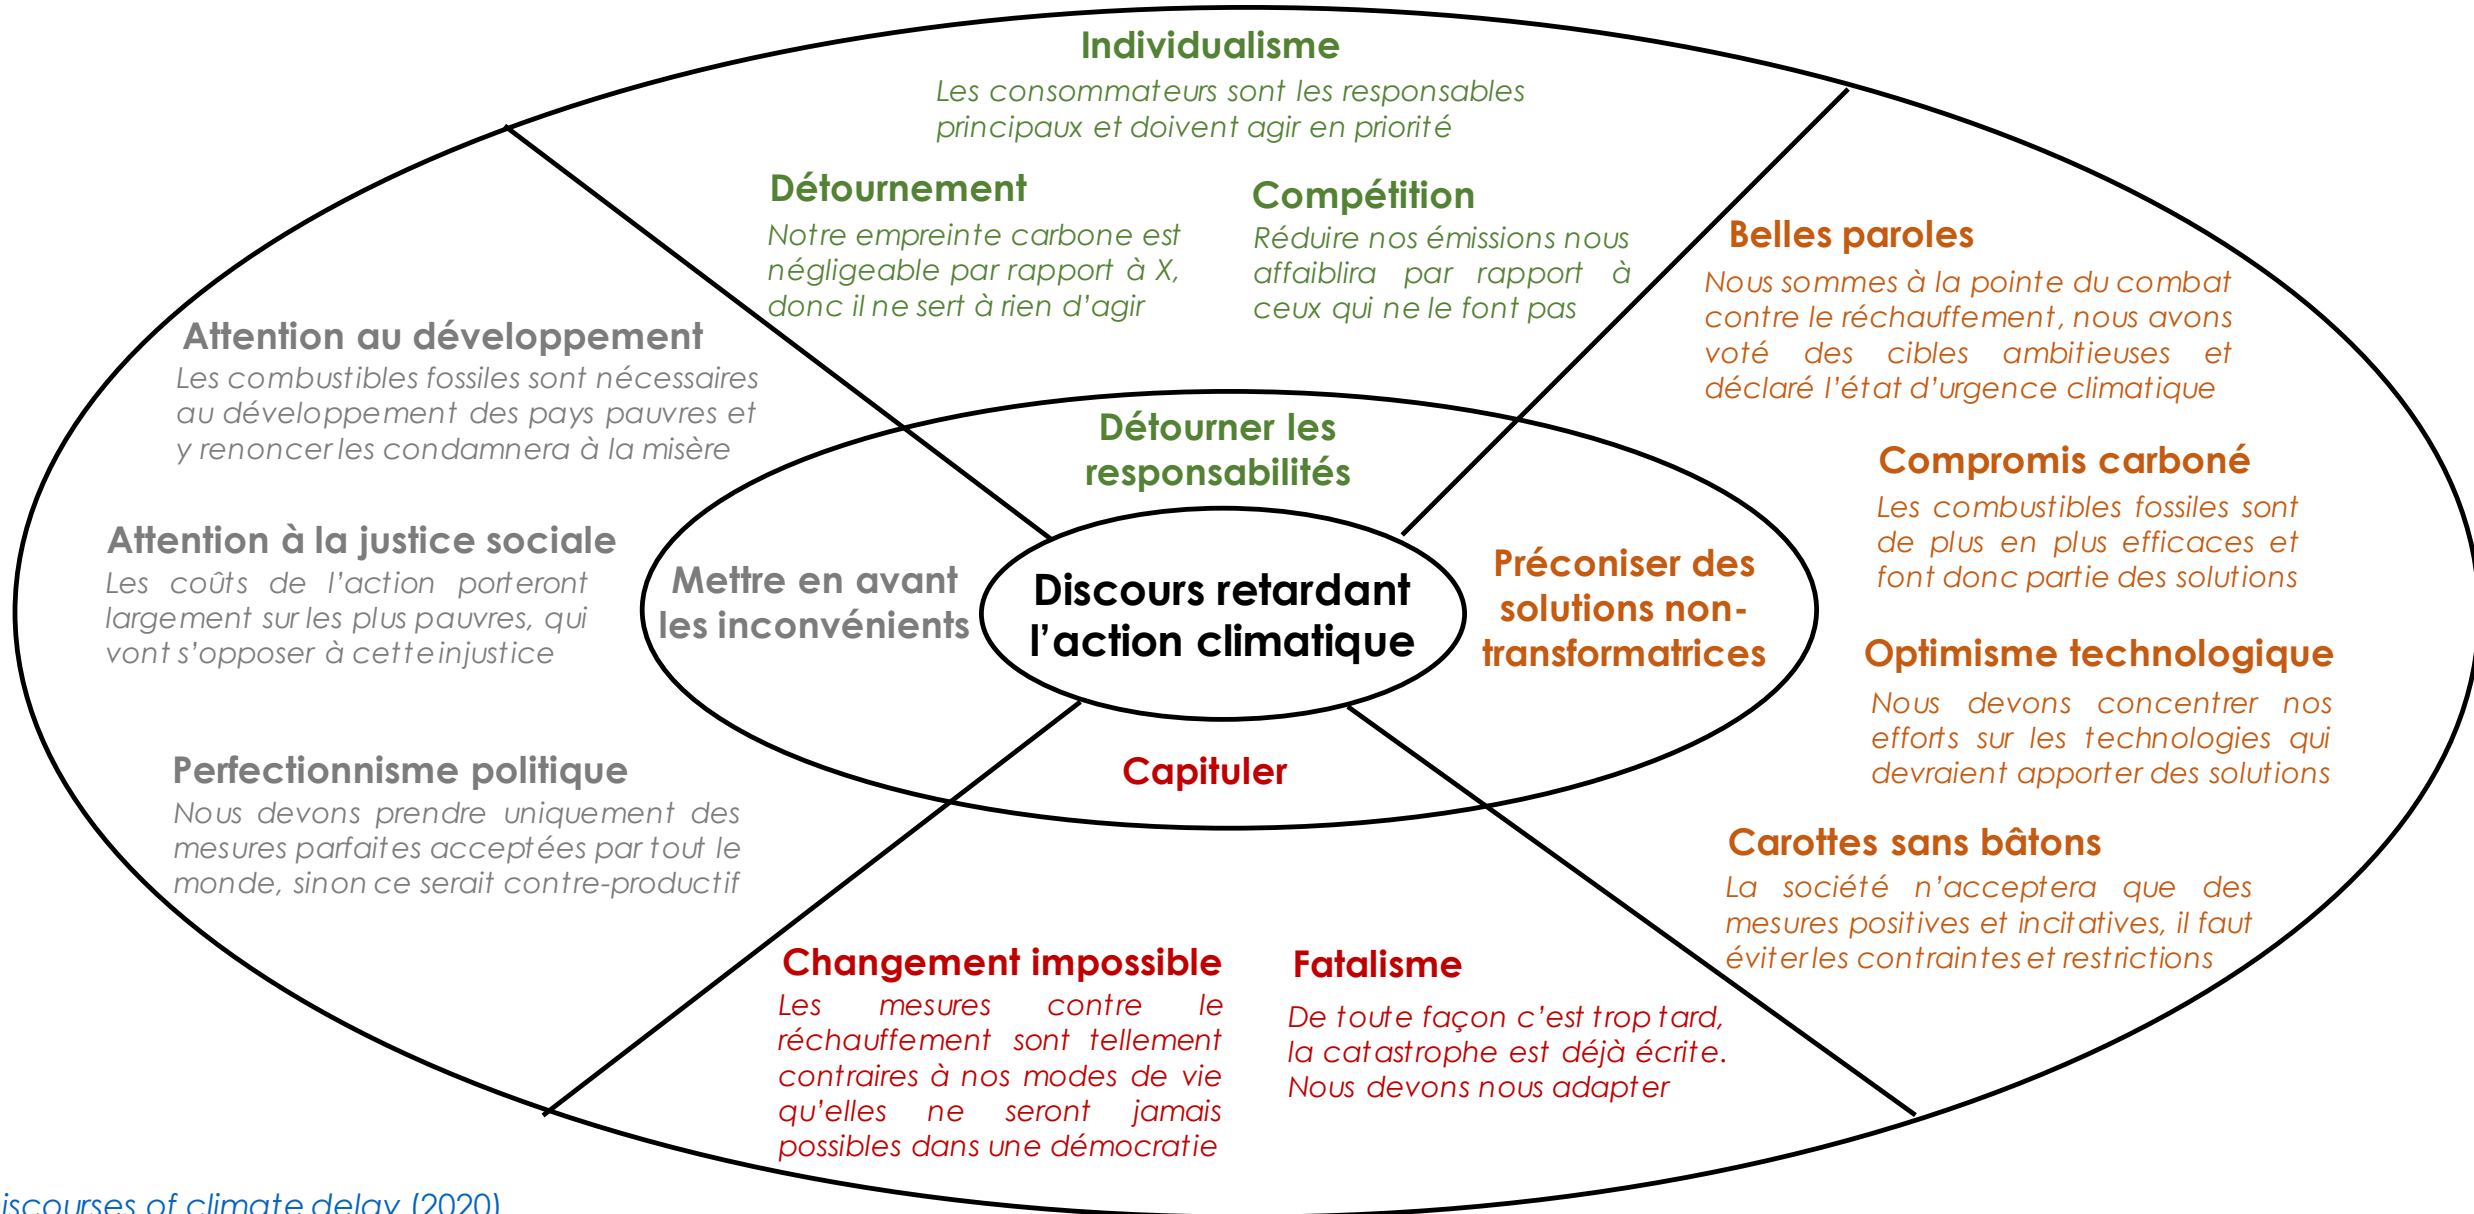 Individualisme
Les consommateurs sont les responsables
principaux et doivent agir en priorité
Détournement
Notre empreinte carbone est
négligeable par rapport à X,
donc il ne sert à rien d'agir
Compétition
Réduire nos émissions nous
affaiblira par rapport à
ceux qui ne le font pas
Belles paroles
Nous sommes à la pointe du combat
contre le réchauffement, nous avons
voté des cibles ambitieuses et
déclaré l'état d'urgence climatique
Attention au développement
Les combustibles fossiles sont nécessaires
au développement des pays pauvres et
y renoncer les condamnera à la misère
Détourner les
responsabilités
Compromis carboné
Les combustibles fossiles sont
de plus en plus efficaces et
font donc partie des solutions
Attention à la justice sociale
Les coûts de l'action porteront
largement sur les plus pauvres, qui
vont s'opposer à cette injustice
Mettre en avant
les inconvénients
Discours retardant
l'action climatique
Préconiser des
solutions non-
transformatrices
Optimisme technologique
Nous devons concentrer nos
efforts sur les technologies qui
devraient apporter des solutions
Perfectionnisme politique
Nous devons prendre uniquement des
mesures parfaites acceptées par tout le
monde, sinon ce serait contre-productif
Capituler
Carottes sans bâtons
La société n'acceptera que des
mesures positives et incitatives, il faut
éviter les contraintes et restrictions
Changement impossible
Les mesures contre le
réchauffement sont tellement
contraires à nos modes de vie
qu'elles ne seront jamais
possibles dans une démocratie
Fatalisme
De toute façon c'est trop tard,
la catastrophe est déjà écrite.
Nous devons nous adapter
iscourses of climate delay (2020)